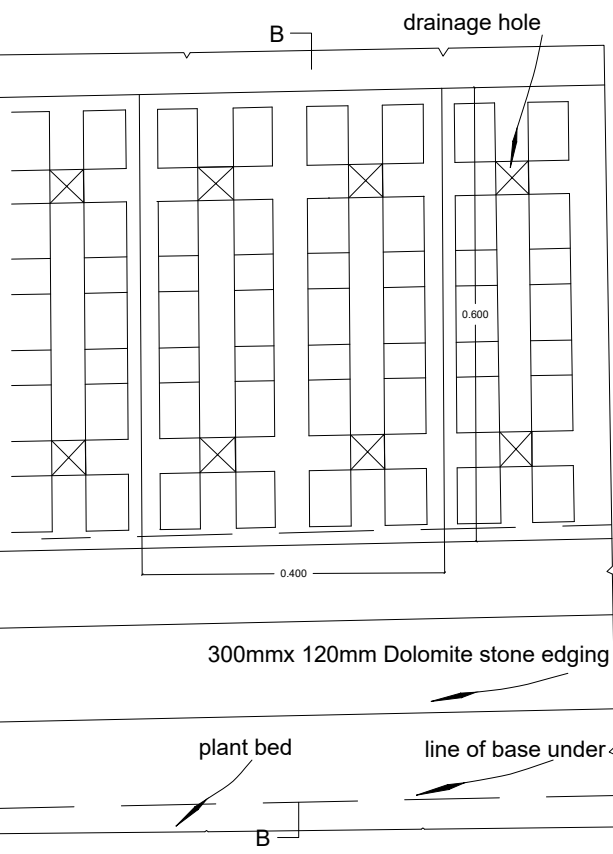 drainage hole
B
0.600
0.400
300mmx 120mm Dolomite stone edging
plant bed
line of base under
B